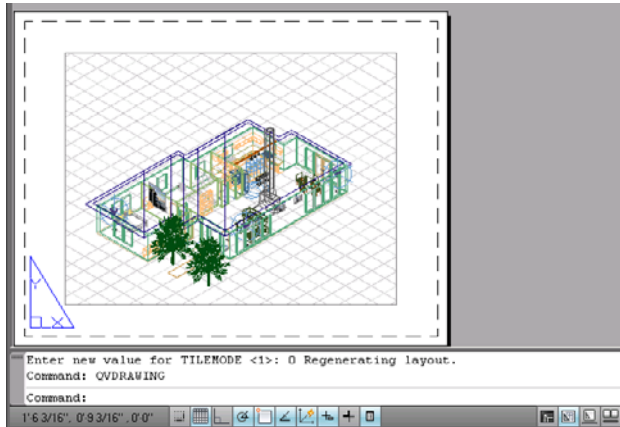 Y
X
Enter new value for TILEMODE <1>: 0 Regenerating layout.
Command: QVDRAWING
Command:
1'6 3/16", 0'9 3/16" , 0'0"